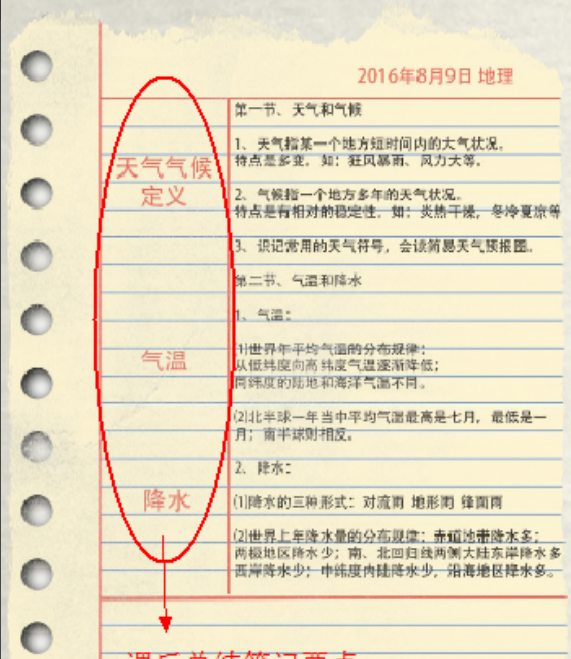 2016年8月9日 地理
第一节、天气和气候
1、天气指某一个地方短时间内的大气状况。
特点是多变。如：狂风暴雨、风力大等。
天气气候
定义
2、气候指一个地方多年的天气状况。
特点是有相对的稳定性。如：炎热干燥，冬冷夏凉等
3、识记常用的天气符号，会读简易天气预报图。
第二节、气温和降水
1、气温：
气温
(1)世界年平均气温的分布规律：
从低纬度向高纬度气温逐渐降低；
同纬度的陆地和海洋气温不同。
(2)北半球一年当中平均气温最高是七月，最低是一
月；南半球则相反。
2、降水：
降水
(1)降水的三种形式：对流雨 地形雨 锋面雨
(2)世界上年降水量的分布规律：赤道地带降水多；
两极地区降水少；南、北回归线两侧大陆东岸降水多
西岸降水少；中纬度内陆降水少，沿海地区降水多。
课后总结笔记要点